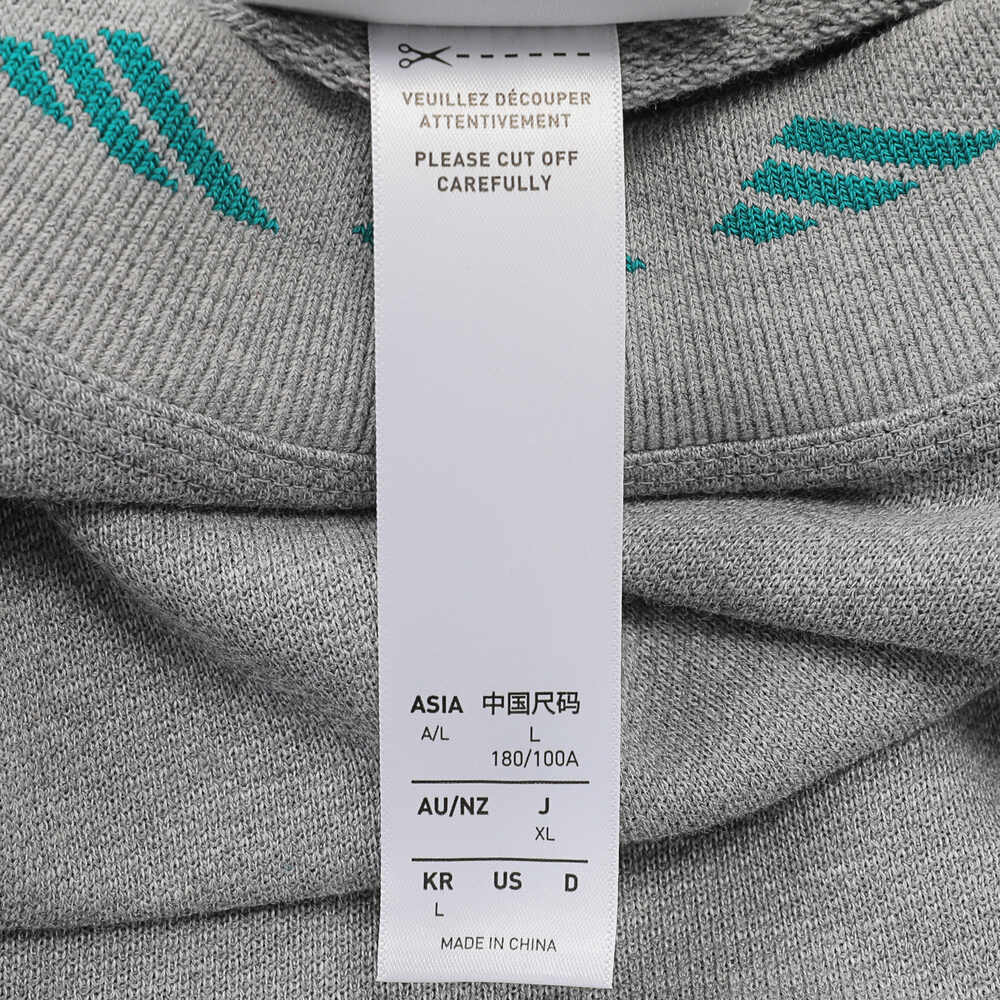 VEUILLEZ DÉCOUPER
ATTENTIVEMENT
PLEASE CUT OFF
CAREFULLY
ASIA 中国尺码
A/L L
180/100A
AU/NZ J
XL
KR US D
L
MADE IN CHINA